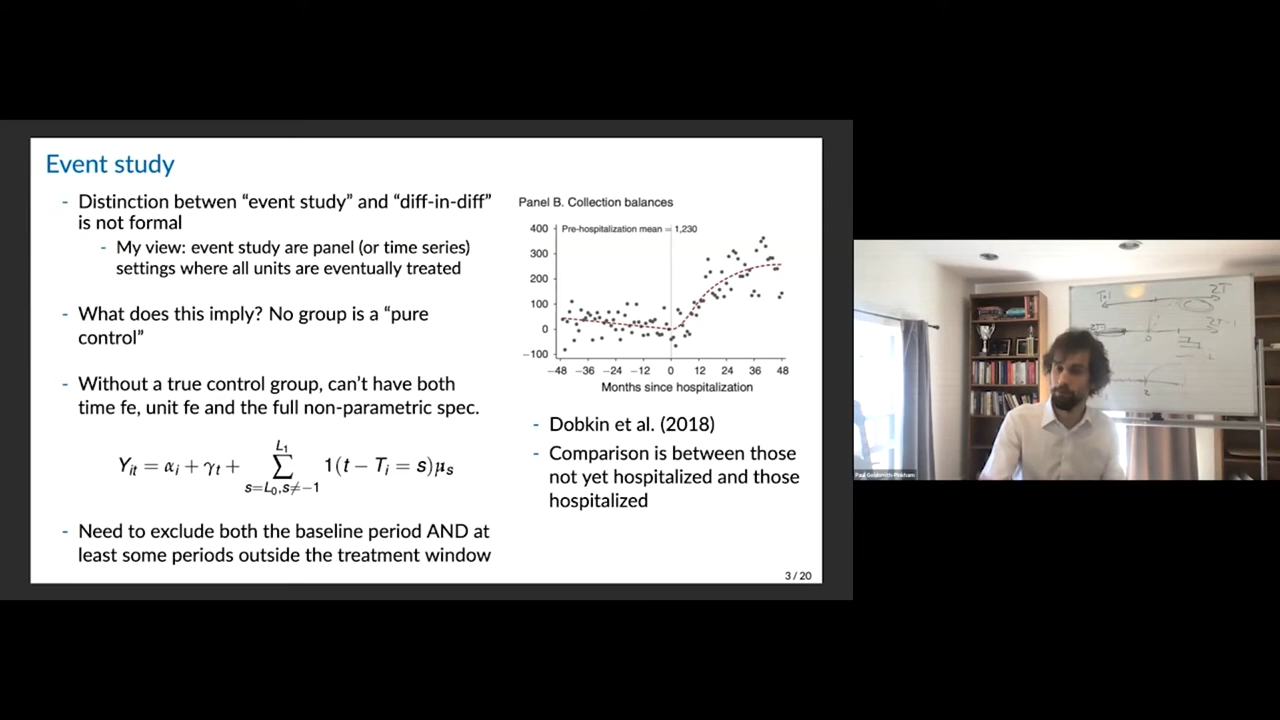 Event study
- Distinction betwen “event study” and “diff-in-diff”
is not formal
- My view: event study are panel (or time series)
settings where all units are eventually treated
- What does this imply? No group is a “pure
control”
- Without a true control group, can’t have both
time fe, unit fe and the full non-parametric spec.
L₁
Yᵢₜ = αᵢ + γₜ + ∑ 1(t − Tᵢ = s)μₛ
s=L₀,s≠−1
- Need to exclude both the baseline period AND at
least some periods outside the treatment window
Panel B. Collection balances
Pre-hospitalization mean = 1,230
400
300
200
100
0
−100
−48 −36 −24 −12 0 12 24 36 48
Months since hospitalization
- Dobkin et al. (2018)
- Comparison is between those
not yet hospitalized and those
hospitalized
3 / 20
2T
Paul Goldsmith-Pinkham